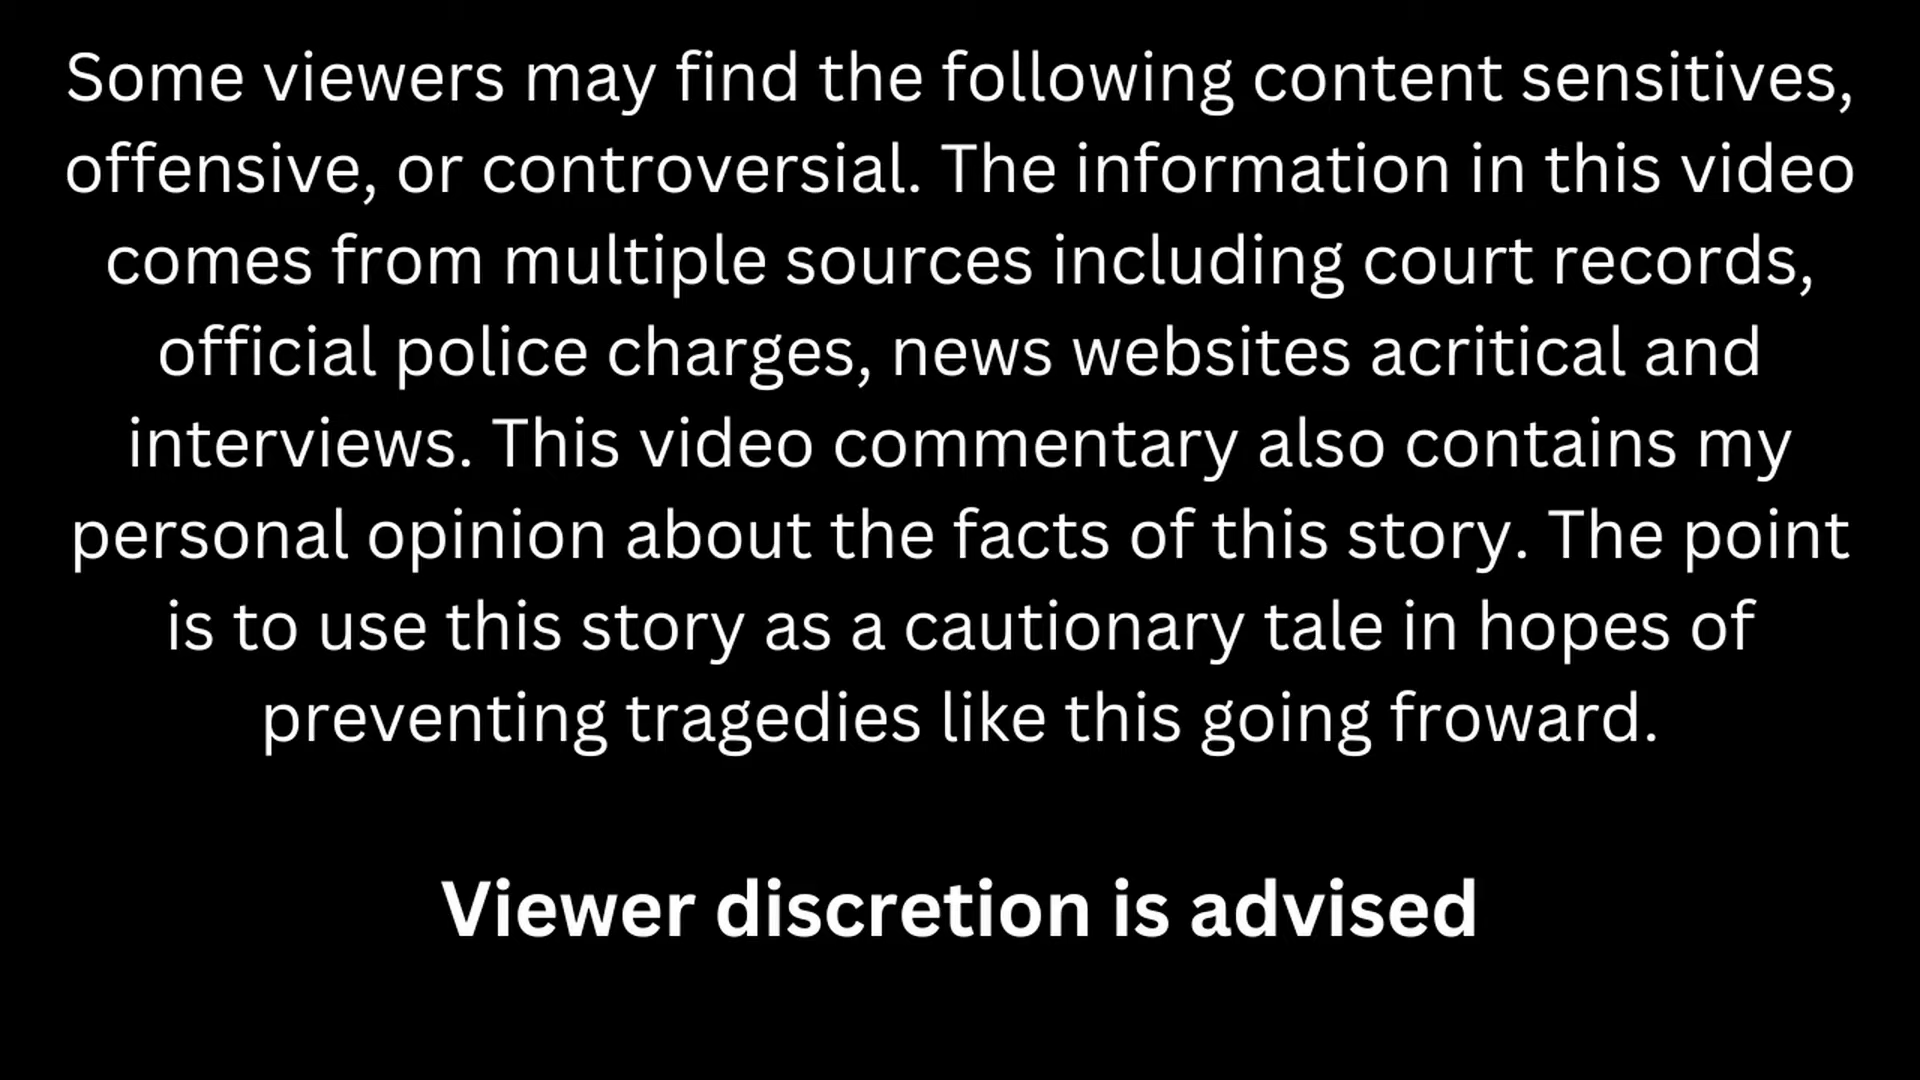 Some viewers may find the following content sensitives,
offensive, or controversial. The information in this video
comes from multiple sources including court records,
official police charges, news websites acritical and
interviews. This video commentary also contains my
personal opinion about the facts of this story. The point
is to use this story as a cautionary tale in hopes of
preventing tragedies like this going froward.
Viewer discretion is advised